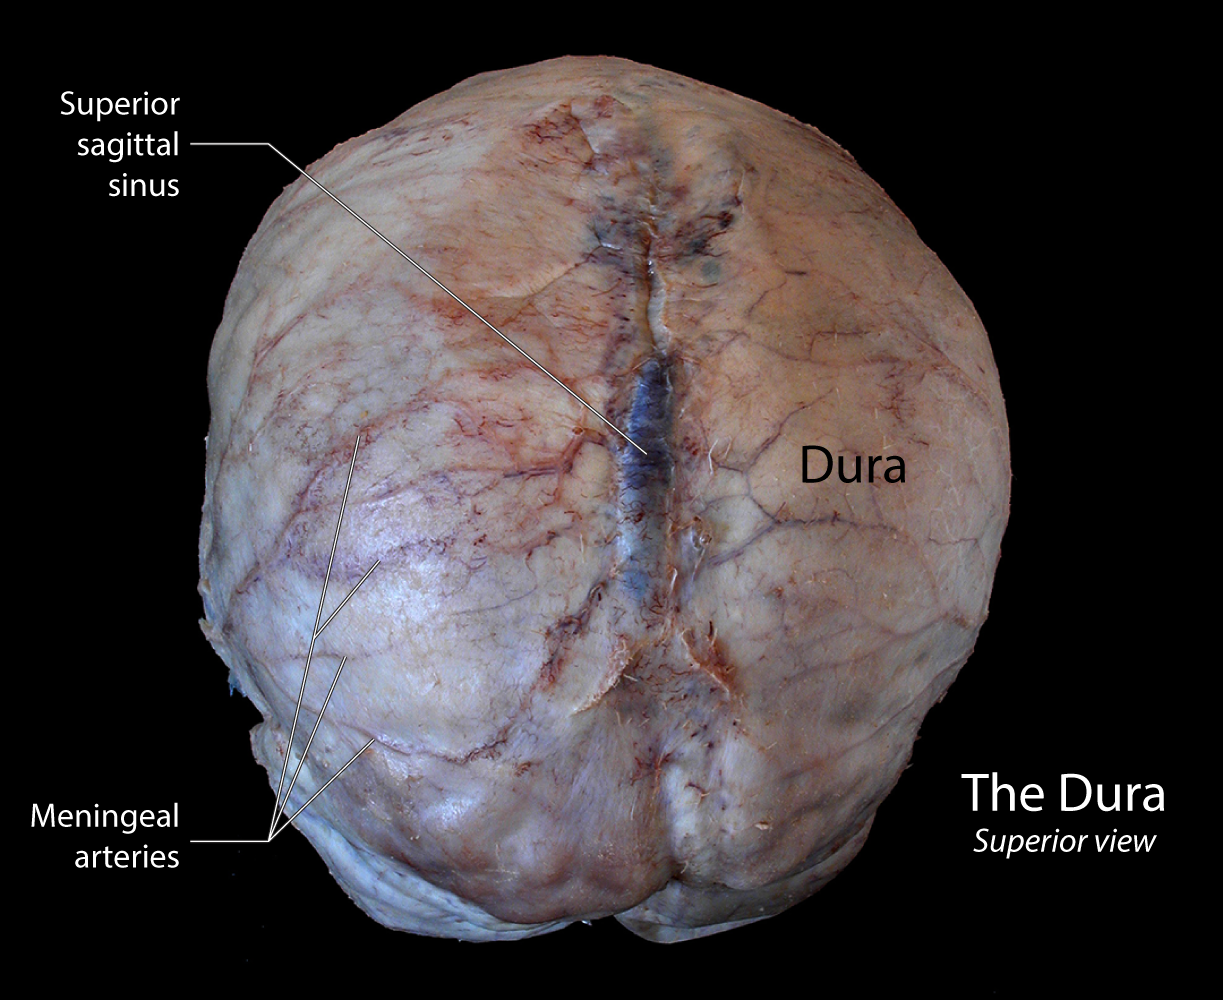 Superior
sagittal
sinus
Dura
The Dura
Superior view
Meningeal
arteries